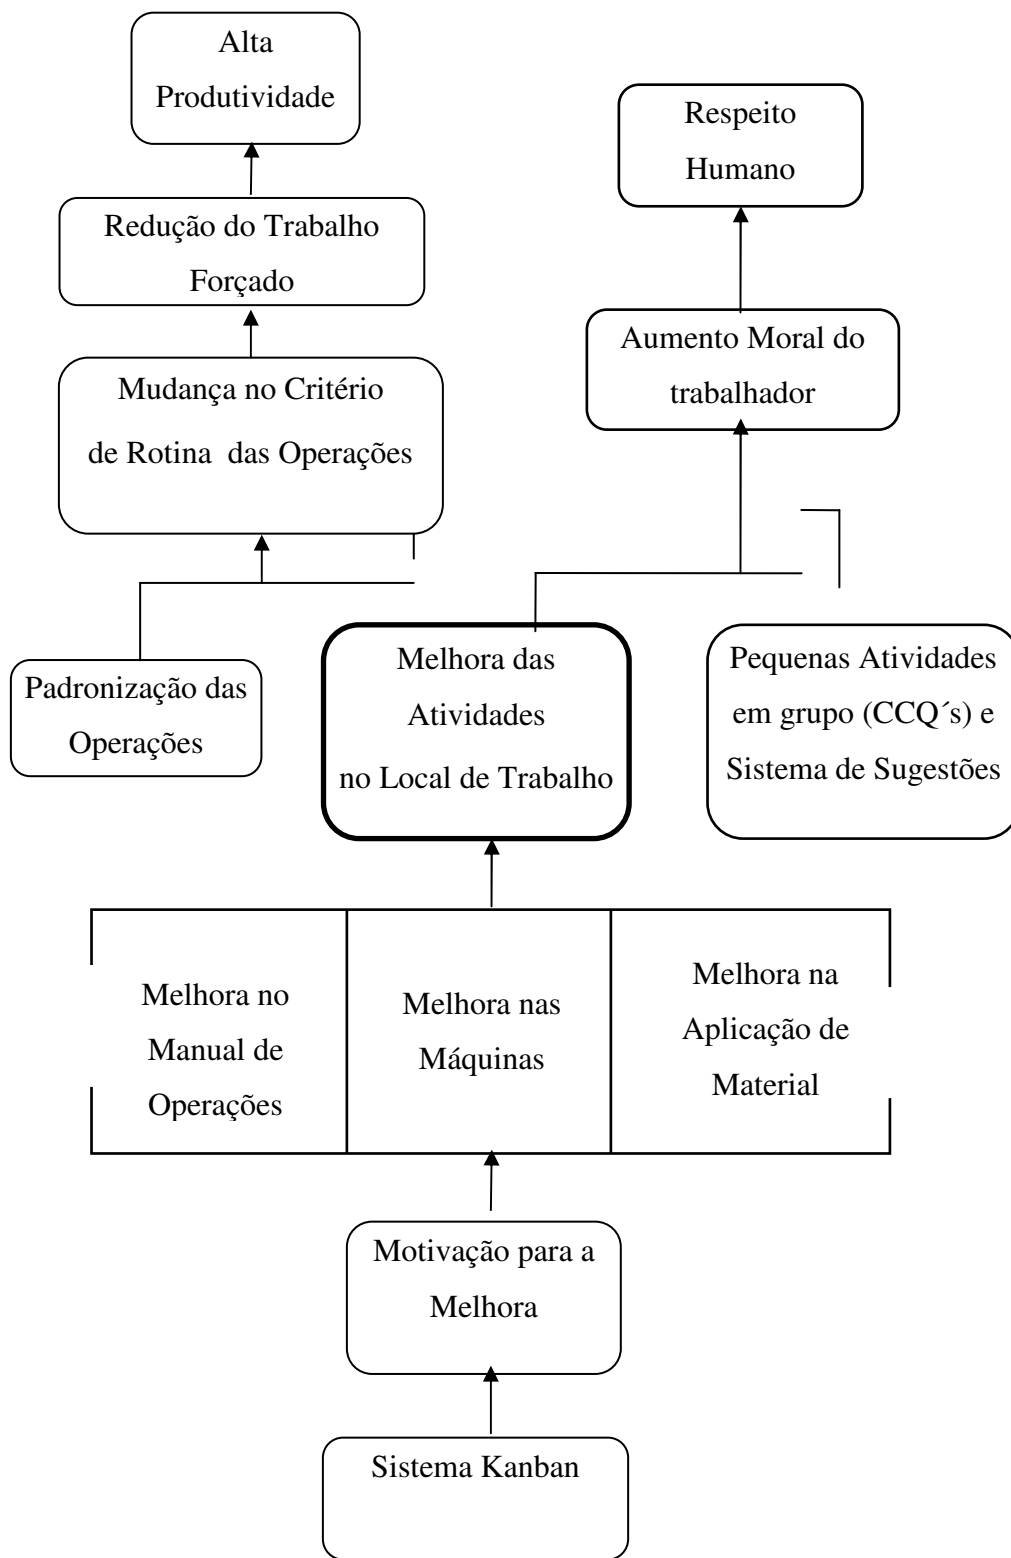 Alta
Produtividade
Respeito
Humano
Redução do Trabalho
Forçado
Aumento Moral do
trabalhador
Mudança no Critério
de Rotina das Operações
Padronização das
Operações
Melhora das
Atividades
no Local de Trabalho
Pequenas Atividades
em grupo (CCQ´s) e
Sistema de Sugestões
Melhora no
Manual de
Operações
Melhora nas
Máquinas
Melhora na
Aplicação de
Material
Motivação para a
Melhora
Sistema Kanban